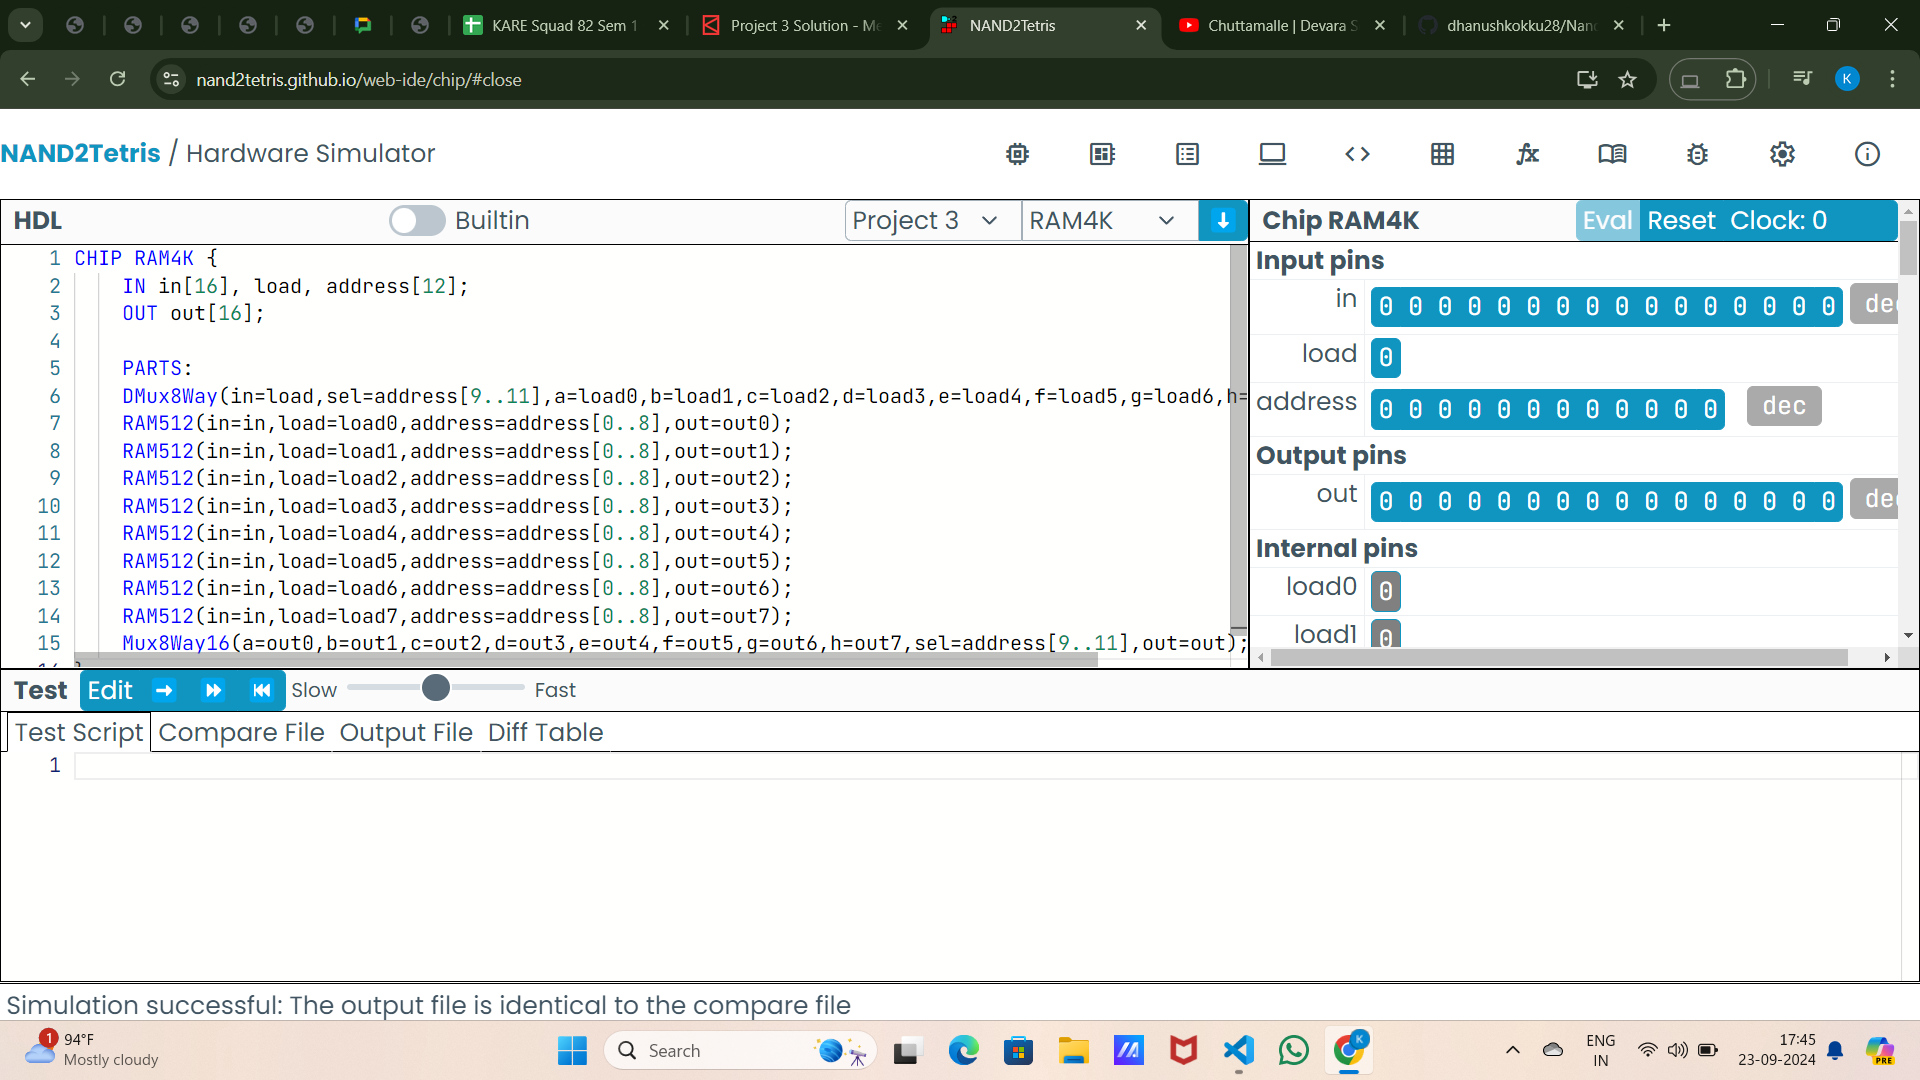 KARE Squad 82 Sem 1
Project 3 Solution - Me
NAND2Tetris
Chuttamalle | Devara S
dhanushkokku28/Nan
nand2tetris.github.io/web-ide/chip/#close
K
NAND2Tetris / Hardware Simulator
HDL
Builtin
Project 3
RAM4K
1 CHIP RAM4K {
2 IN in[16], load, address[12];
3 OUT out[16];
4
5 PARTS:
6 DMux8Way(in=load,sel=address[9..11],a=load0,b=load1,c=load2,d=load3,e=load4,f=load5,g=load6,h=
7 RAM512(in=in,load=load0,address=address[0..8],out=out0);
8 RAM512(in=in,load=load1,address=address[0..8],out=out1);
9 RAM512(in=in,load=load2,address=address[0..8],out=out2);
10 RAM512(in=in,load=load3,address=address[0..8],out=out3);
11 RAM512(in=in,load=load4,address=address[0..8],out=out4);
12 RAM512(in=in,load=load5,address=address[0..8],out=out5);
13 RAM512(in=in,load=load6,address=address[0..8],out=out6);
14 RAM512(in=in,load=load7,address=address[0..8],out=out7);
15 Mux8Way16(a=out0,b=out1,c=out2,d=out3,e=out4,f=out5,g=out6,h=out7,sel=address[9..11],out=out);
Chip RAM4K
Eval Reset Clock: 0
Input pins
in 0 0 0 0 0 0 0 0 0 0 0 0 0 0 0 0 dec
load 0
address 0 0 0 0 0 0 0 0 0 0 0 0 dec
Output pins
out 0 0 0 0 0 0 0 0 0 0 0 0 0 0 0 0 dec
Internal pins
load0 0
load1 0
Test Edit Slow Fast
Test Script Compare File Output File Diff Table
1
Simulation successful: The output file is identical to the compare file
1
94°F
Mostly cloudy
Search
K
ENG
IN
17:45
23-09-2024
PRE